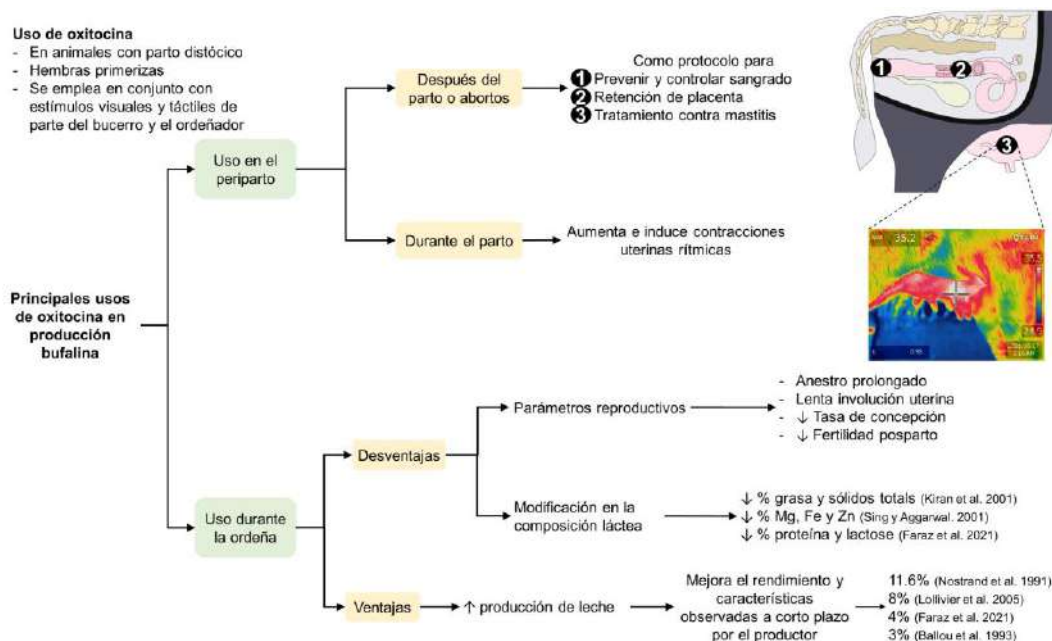 Uso de oxitocina
- En animales con parto distócico
- Hembras primerizas
- Se emplea en conjunto con
estímulos visuales y táctiles de
parte del bucerro y el ordeñador
Uso en el
periparto
Después del
parto o abortos
Como protocolo para
1 Prevenir y controlar sangrado
2 Retención de placenta
3 Tratamiento contra mastitis
1
2
3
Durante el parto
Aumenta e induce contracciones
uterinas rítmicas
35.2
Principales usos
de oxitocina en
producción
bufalina
Uso durante
la ordeña
Desventajas
Parámetros reproductivos
- Anestro prolongado
- Lenta involución uterina
- ↓ Tasa de concepción
- ↓ Fertilidad posparto
Modificación en la
composición láctea
↓ % grasa y sólidos totals (Kiran et al. 2001)
↓ % Mg, Fe y Zn (Sing y Aggarwal. 2001)
↓ % proteína y lactose (Faraz et al. 2021)
Ventajas
↑ producción de leche
Mejora el rendimiento y
características
observadas a corto plazo
por el productor
11.6% (Nostrand et al. 1991)
8% (Lollivier et al. 2005)
4% (Faraz et al. 2021)
3% (Ballou et al. 1993)